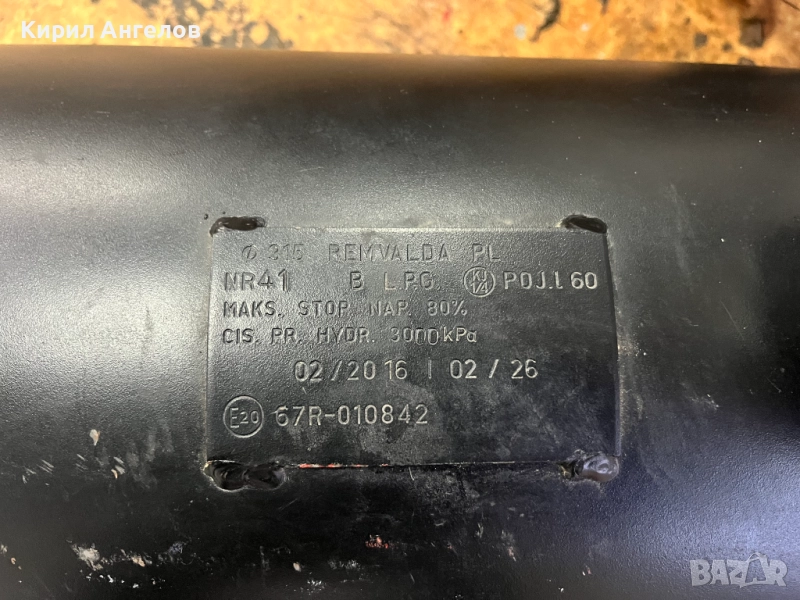 Кирил Ангелов
⌀ 315 REMVALDA PL
NR41 B L.P.G. POJ.l 60
MAKS. STOP. NAP. 80%
CIS. PR. HYDR. 3000kPa
02/2016 | 02/26
E20 67R-010842
BAZAR